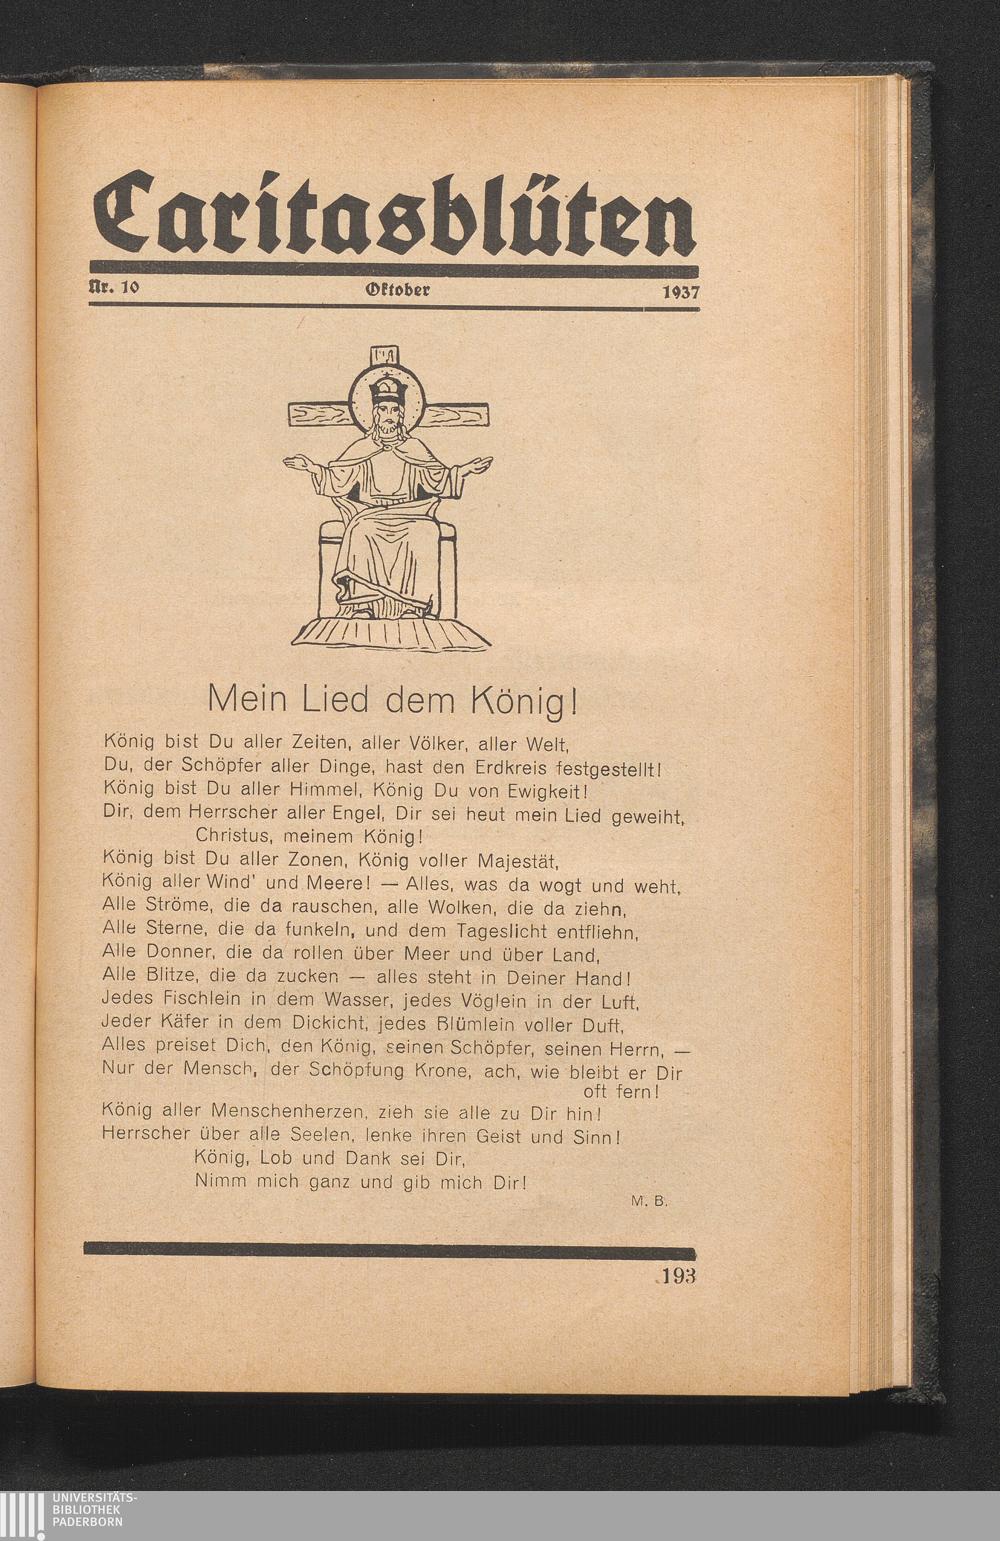 Caritasblüten
Nr. 10 Oktober 1937
Mein Lied dem König!
König bist Du aller Zeiten, aller Völker, aller Welt,
Du, der Schöpfer aller Dinge, hast den Erdkreis festgestellt!
König bist Du aller Himmel, König Du von Ewigkeit!
Dir, dem Herrscher aller Engel, Dir sei heut mein Lied geweiht,
Christus, meinem König!
König bist Du aller Zonen, König voller Majestät,
König aller Wind' und Meere! — Alles, was da wogt und weht,
Alle Ströme, die da rauschen, alle Wolken, die da ziehn,
Alle Sterne, die da funkeln, und dem Tageslicht entfliehn,
Alle Donner, die da rollen über Meer und über Land,
Alle Blitze, die da zucken — alles steht in Deiner Hand!
Jedes Fischlein in dem Wasser, jedes Vöglein in der Luft,
Jeder Käfer in dem Dickicht, jedes Blümlein voller Duft,
Alles preiset Dich, den König, seinen Schöpfer, seinen Herrn, —
Nur der Mensch, der Schöpfung Krone, ach, wie bleibt er Dir
oft fern!
König aller Menschenherzen, zieh sie alle zu Dir hin!
Herrscher über alle Seelen, lenke ihren Geist und Sinn!
König, Lob und Dank sei Dir,
Nimm mich ganz und gib mich Dir!
M. B.
193
UNIVERSITÄTS-
BIBLIOTHEK
PADERBORN